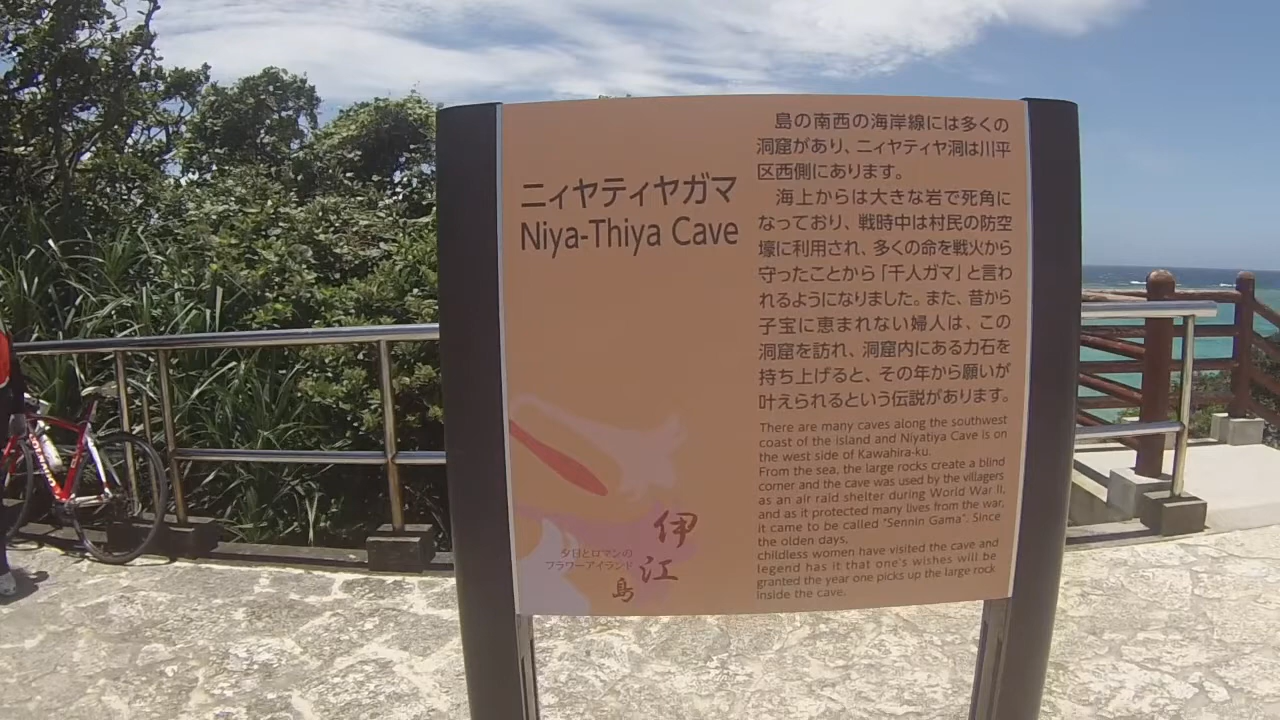 ニィヤティヤガマ
Niya-Thiya Cave
島の南西の海岸線には多くの
洞窟があり、ニィヤティヤ洞は川平
区西側にあります。
海上からは大きな岩で死角に
なっており、戦時中は村民の防空
壕に利用され、多くの命を戦火から
守ったことから「千人ガマ」と言わ
れるようになりました。また、昔から
子宝に恵まれない婦人は、この
洞窟を訪れ、洞窟内にある力石を
持ち上げると、その年から願いが
叶えられるという伝説があります。
There are many caves along the southwest
coast of the island and Niyatiya Cave is on
the west side of Kawahira-ku.
From the sea, the large rocks create a blind
corner and the cave was used by the villagers
as an air raid shelter during World War II,
and as it protected many lives from the war,
it came to be called "Sennin Gama". Since
the olden days,
childless women have visited the cave and
legend has it that one's wishes will be
granted the year one picks up the large rock
inside the cave.
夕日とロマンの
フラワーアイランド
伊江島